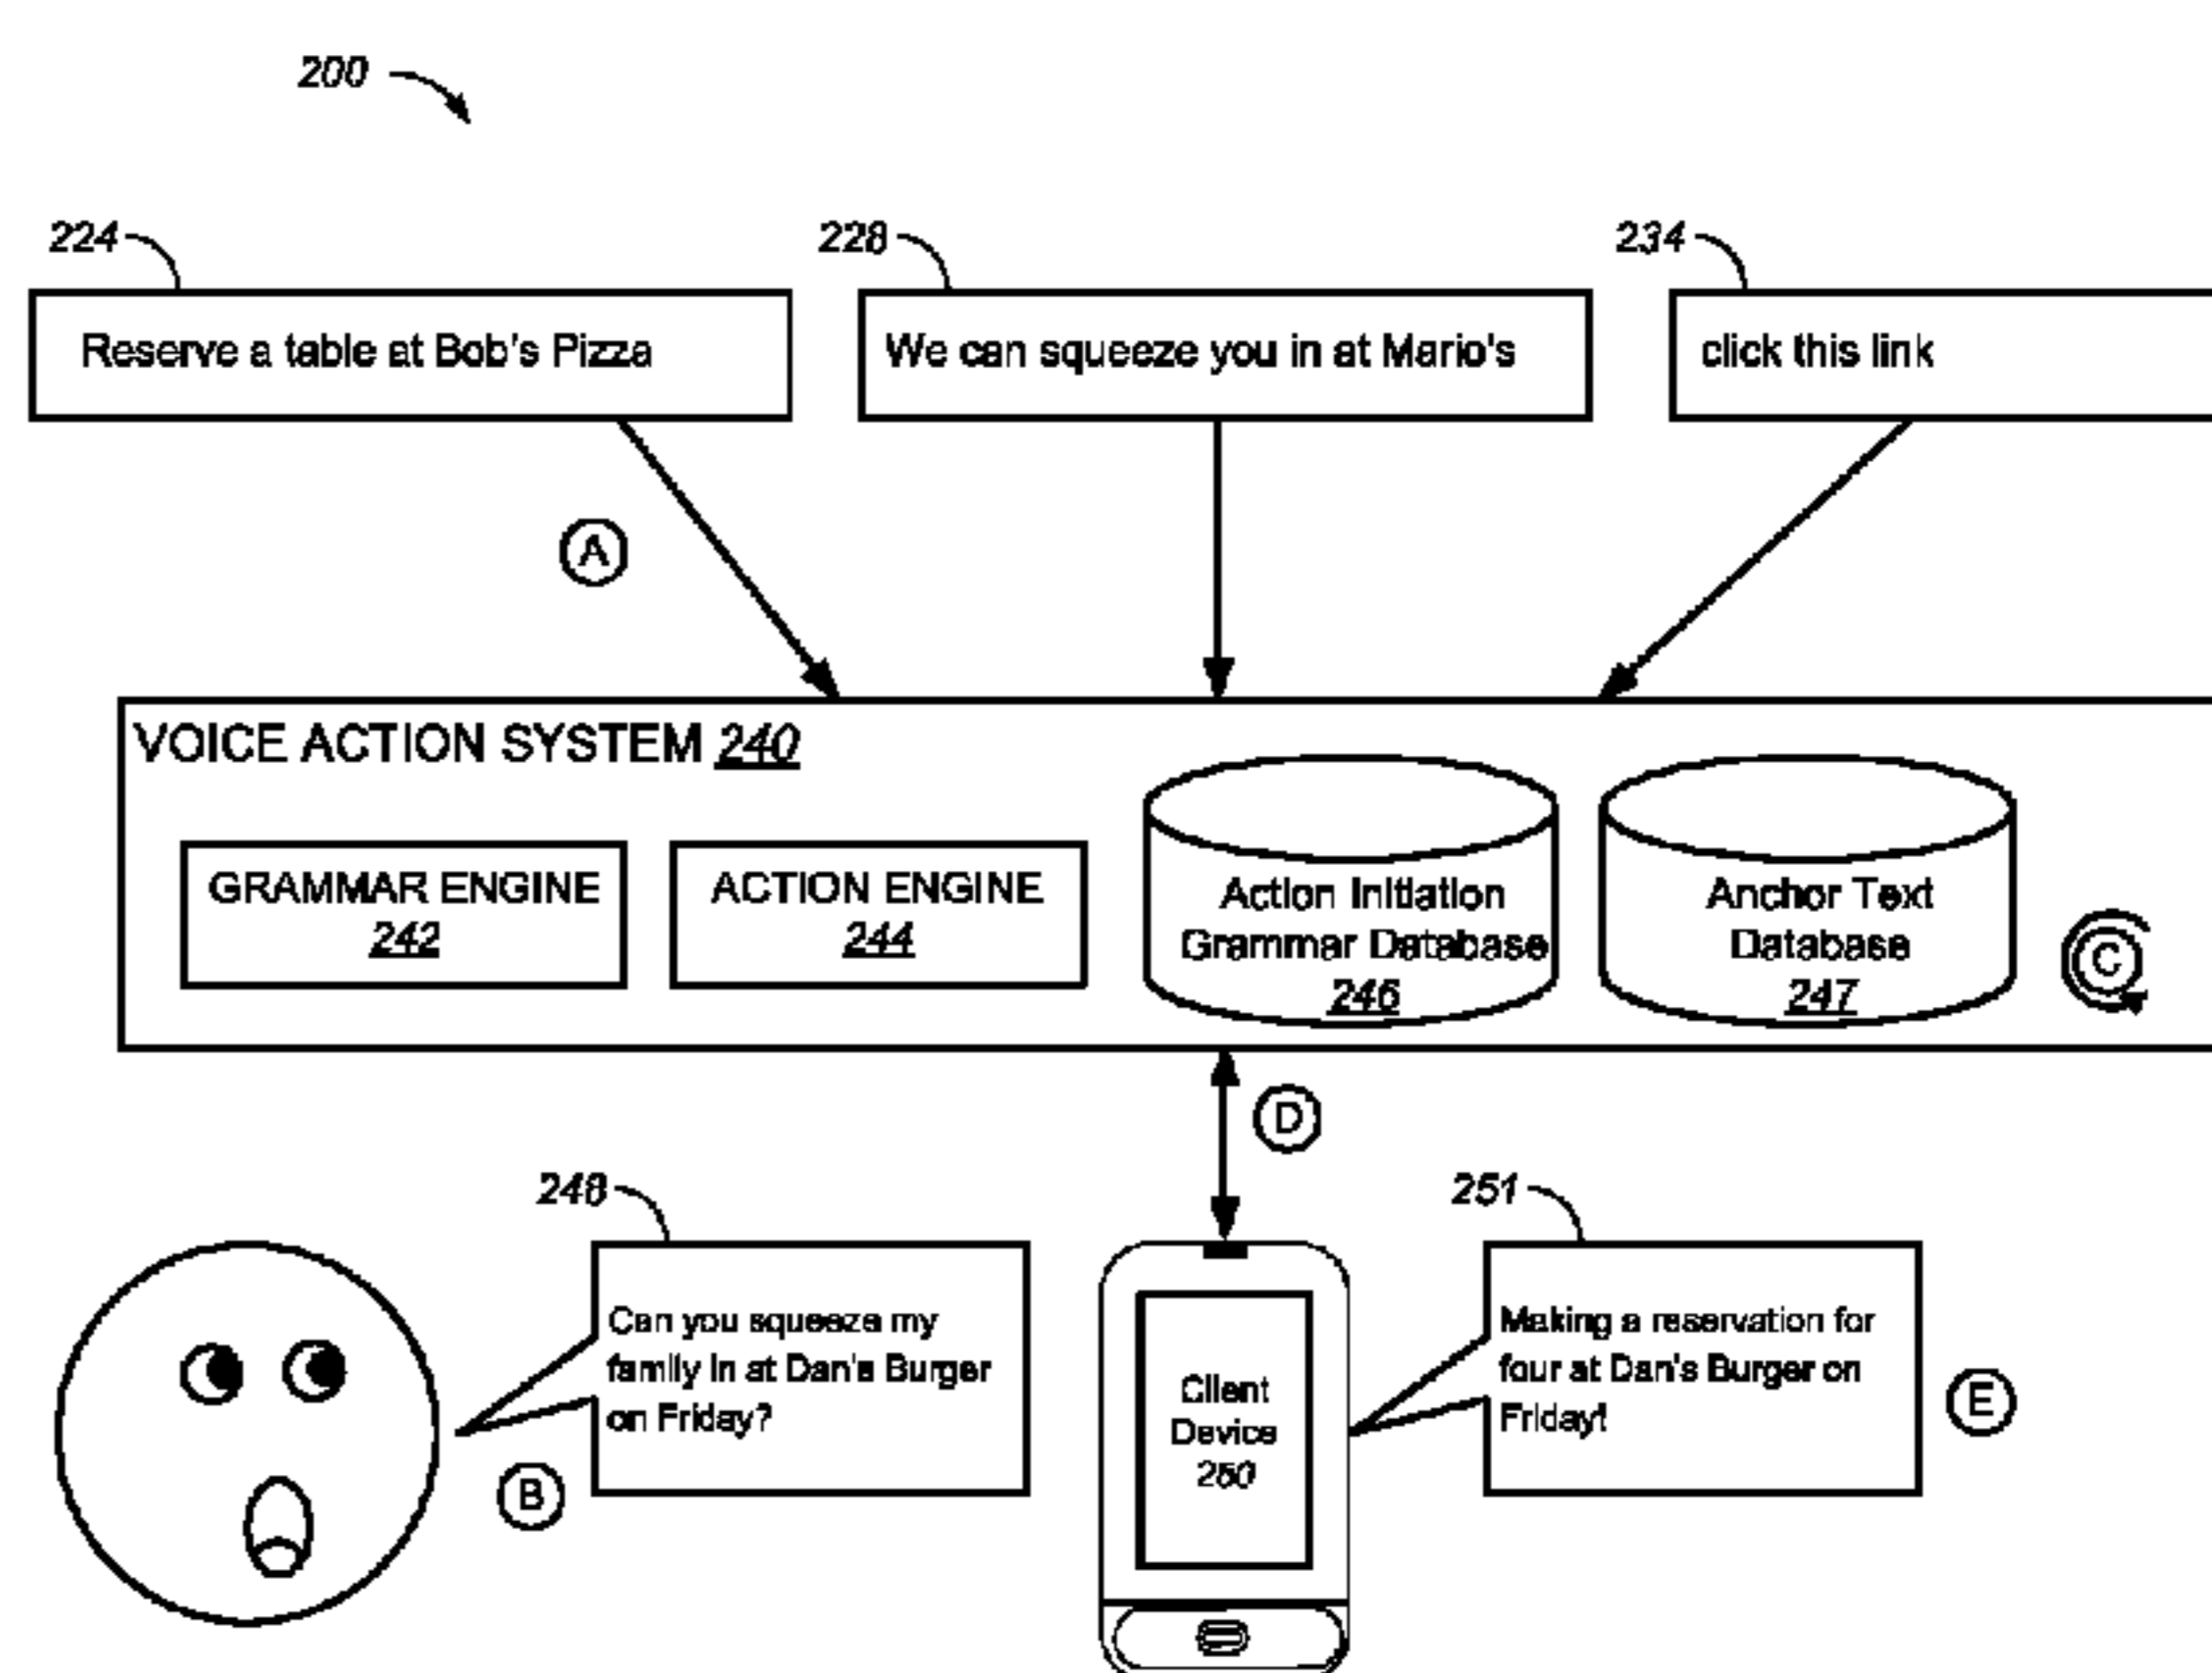 200
224
228
234
Reserve a table at Bob's Pizza
We can squeeze you in at Mario's
click this link
A
VOICE ACTION SYSTEM 240
GRAMMAR ENGINE
242
ACTION ENGINE
244
Action Initiation
Grammar Database
246
Anchor Text
Database
247
C
D
248
251
Can you squeeze my
family in at Dan's Burger
on Friday?
B
Client
Device
250
Making a reservation for
four at Dan's Burger on
Friday!
E